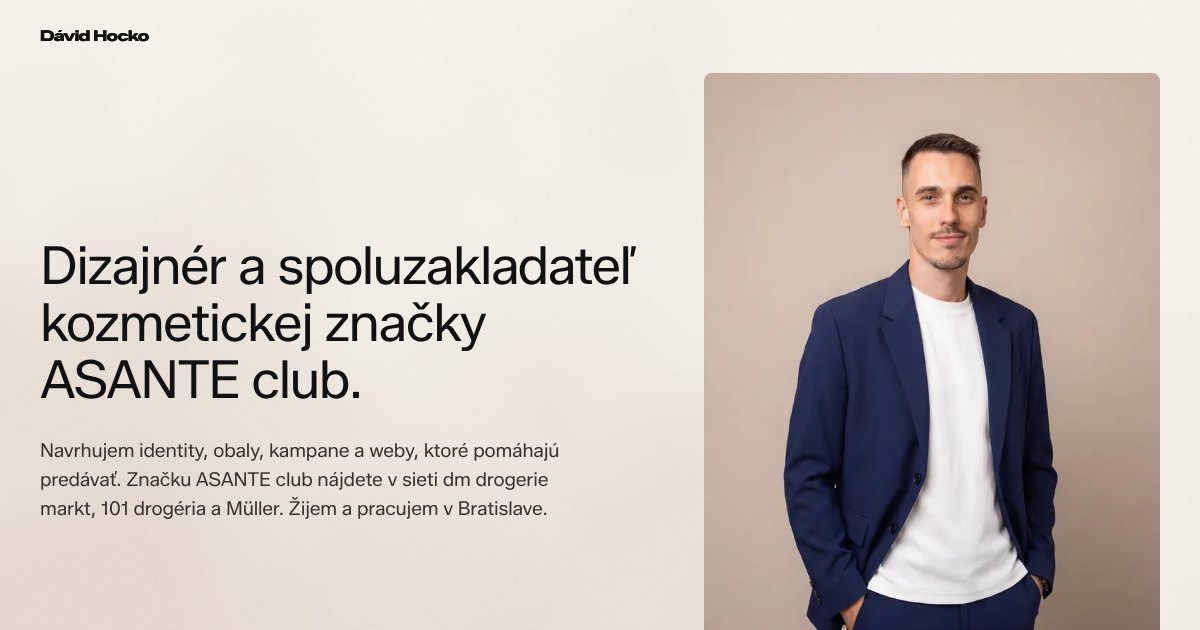 Dávid Hocko
Dizajnér a spoluzakladateľ
kozmetickej značky
ASANTE club.
Navrhujem identity, obaly, kampane a weby, ktoré pomáhajú
predávať. Značku ASANTE club nájdete v sieti dm drogerie
markt, 101 drogéria a Müller. Žijem a pracujem v Bratislave.